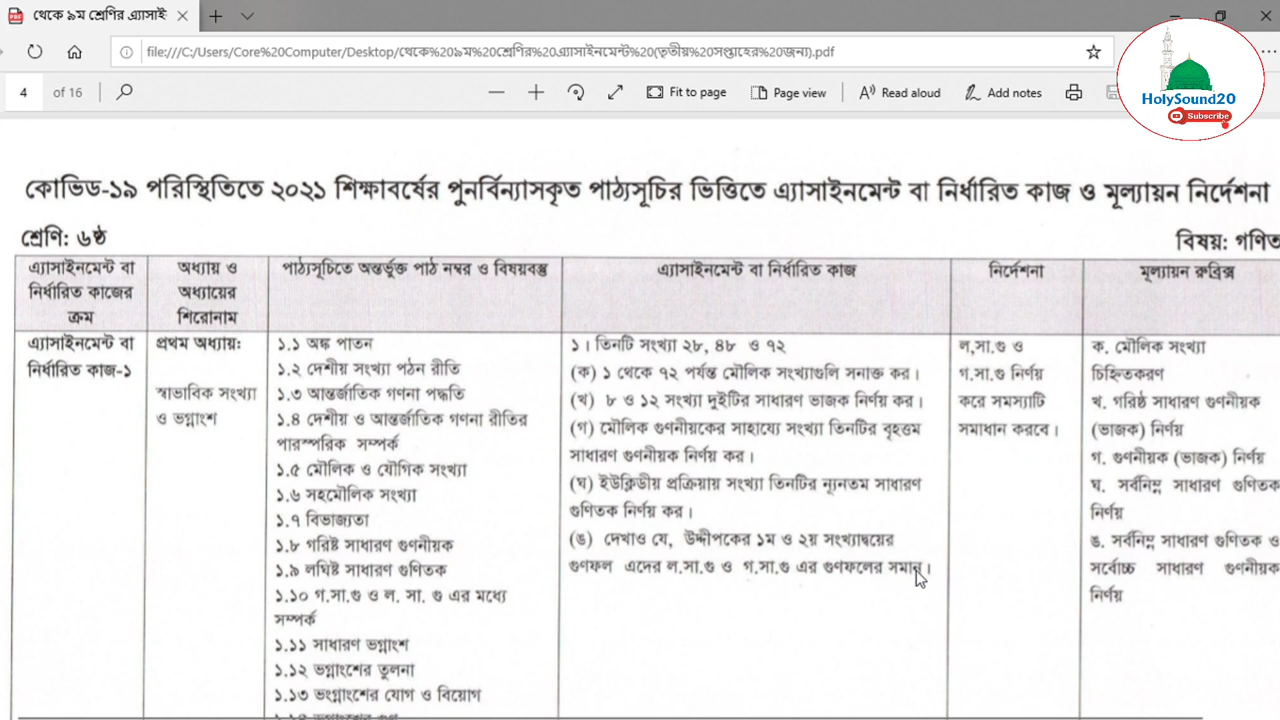 থেকে ৯ম শ্রেণির এ্যাসাই
file:///C:/Users/Core%20Computer/Desktop/থেকে%20৯ম%20শ্রেণির%20এ্যাসাইনমেন্ট%20(তৃতীয়%20সপ্তাহের%20জন্য).pdf
4 of 16 Fit to page Page view Read aloud Add notes
HolySound20
Subscribe
কোভিড-১৯ পরিস্থিতিতে ২০২১ শিক্ষাবর্ষের পুনর্বিন্যাসকৃত পাঠ্যসূচির ভিত্তিতে এ্যাসাইনমেন্ট বা নির্ধারিত কাজ ও মূল্যায়ন নির্দেশনা
শ্রেণি: ৬ষ্ঠ
বিষয়: গণিত
এ্যাসাইনমেন্ট বা
নির্ধারিত কাজের
ক্রম
অধ্যায় ও
অধ্যায়ের
শিরোনাম
পাঠ্যসূচিতে অন্তর্ভুক্ত পাঠ নম্বর ও বিষয়বস্তু
এ্যাসাইনমেন্ট বা নির্ধারিত কাজ
নির্দেশনা
মূল্যায়ন রুব্রিক্স
এ্যাসাইনমেন্ট বা
নির্ধারিত কাজ-১
প্রথম অধ্যায়:
স্বাভাবিক সংখ্যা
ও ভগ্নাংশ
১.১ অঙ্ক পাতন
১.২ দেশীয় সংখ্যা পঠন রীতি
১.৩ আন্তর্জাতিক গণনা পদ্ধতি
১.৪ দেশীয় ও আন্তর্জাতিক গণনা রীতির
পারস্পরিক সম্পর্ক
১.৫ মৌলিক ও যৌগিক সংখ্যা
১.৬ সহমৌলিক সংখ্যা
১.৭ বিভাজ্যতা
১.৮ গরিষ্ট সাধারণ গুণনীয়ক
১.৯ লঘিষ্ট সাধারণ গুণিতক
১.১০ গ.সা.গু ও ল. সা. গু এর মধ্যে
সম্পর্ক
১.১১ সাধারণ ভগ্নাংশ
১.১২ ভগ্নাংশের তুলনা
১.১৩ ভংগ্নাংশের যোগ ও বিয়োগ
১। তিনটি সংখ্যা ২৮, ৪৮ ও ৭২
(ক) ১ থেকে ৭২ পর্যন্ত মৌলিক সংখ্যাগুলি সনাক্ত কর।
(খ) ৮ ও ১২ সংখ্যা দুইটির সাধারণ ভাজক নির্ণয় কর।
(গ) মৌলিক গুণনীয়কের সাহায্যে সংখ্যা তিনটির বৃহত্তম
সাধারণ গুণনীয়ক নির্ণয় কর।
(ঘ) ইউক্লিডীয় প্রক্রিয়ায় সংখ্যা তিনটির ন্যূনতম সাধারণ
গুণিতক নির্ণয় কর।
(ঙ) দেখাও যে, উদ্দীপকের ১ম ও ২য় সংখ্যাদ্বয়ের
গুণফল এদের ল.সা.গু ও গ.সা.গু এর গুণফলের সমান।
ল,সা.গু ও
গ.সা.গু নির্ণয়
করে সমস্যাটি
সমাধান করবে।
ক. মৌলিক সংখ্যা
চিহ্নিতকরণ
খ. গরিষ্ঠ সাধারণ গুণনীয়ক
(ভাজক) নির্ণয়
গ. গুণনীয়ক (ভাজক) নির্ণয়
ঘ. সর্বনিম্ন সাধারণ গুণিতক
নির্ণয়
ঙ. সর্বনিম্ন সাধারণ গুণিতক ও
সর্বোচ্চ সাধারণ গুণনীয়ক
নির্ণয়